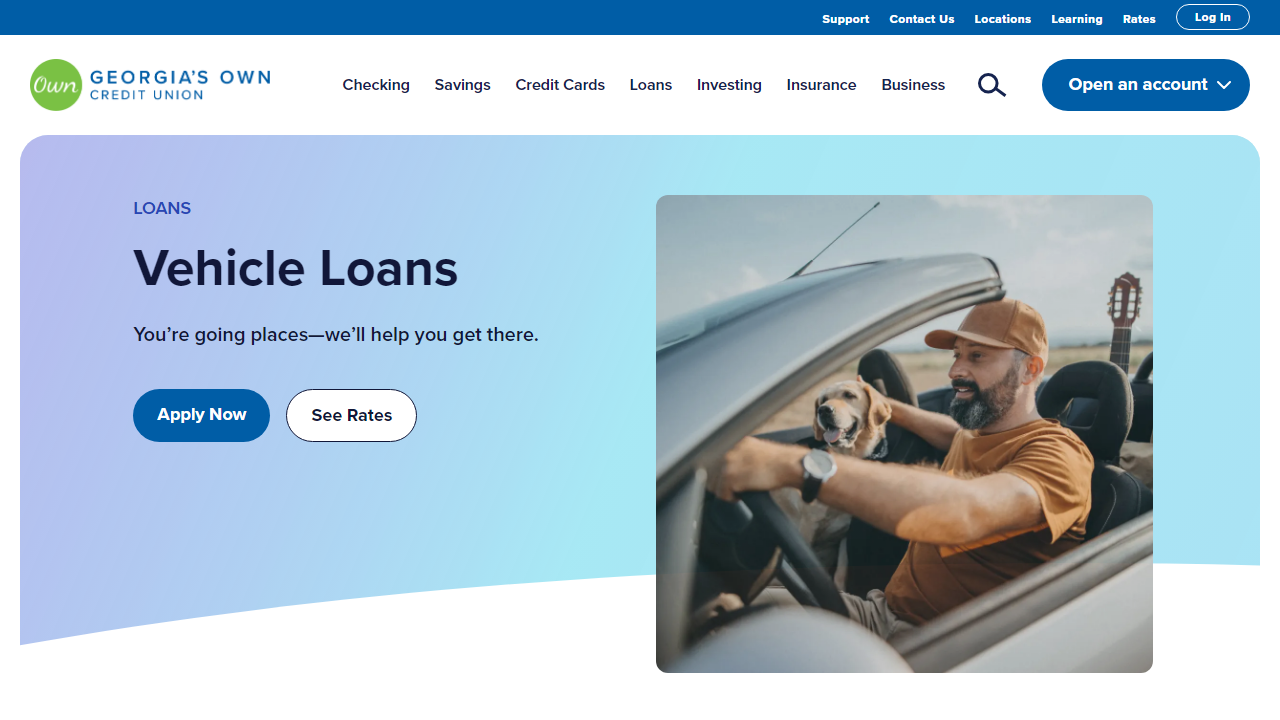 Support Contact Us Locations Learning Rates Log In
Own GEORGIA'S OWN
CREDIT UNION
Checking Savings Credit Cards Loans Investing Insurance Business Open an account
LOANS
Vehicle Loans
You’re going places—we’ll help you get there.
Apply Now See Rates